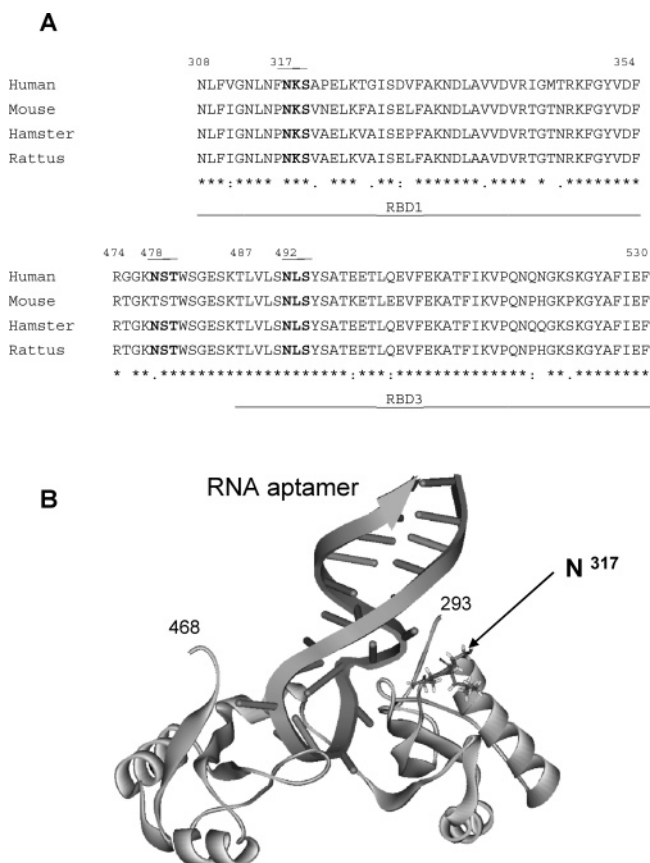 A
308 317 354
Human NLFVGNLNFNKSAPELKTGISDVFAKNDLAVVDVRIGMTRKFGYVDF
Mouse NLFIGNLNPNKSVNELKFAISELFAKNDLAVVDVRTGTNRKFGYVDF
Hamster NLFIGNLNPNKSVAELKVAISEPFAKNDLAVVDVRTGTNRKFGYVDF
Rattus NLFIGNLNPNKSVAELKVAISELFAKNDLAAVDVRTGTNRKFGYVDF
***:**** ***. *** .**: *******.**** * .********
RBD1
474 478 487 492 530
Human RGGKNSTWSGESKTLVLSNLSYSATEETLQEVFEKATFIKVPQNQNGKSKGYAFIEF
Mouse RTGKTSTWSGESKTLVLSNLSYSATKETLEEVFEKATFIKVPQNPHGKPKGYAFIEF
Hamster RTGKNSTWSGESKTLVLSNLSYSATEETLQEVFEKATFIKVPQNQQGKSKGYAFIEF
Rattus RTGKNSTWSGESKTLVLSNLSYSATEETLQEVFEKATFIKVPQNPHGKSKGYAFIEF
* **.********************:***:************** :**.********
RBD3
B
RNA aptamer
N 317
293
468